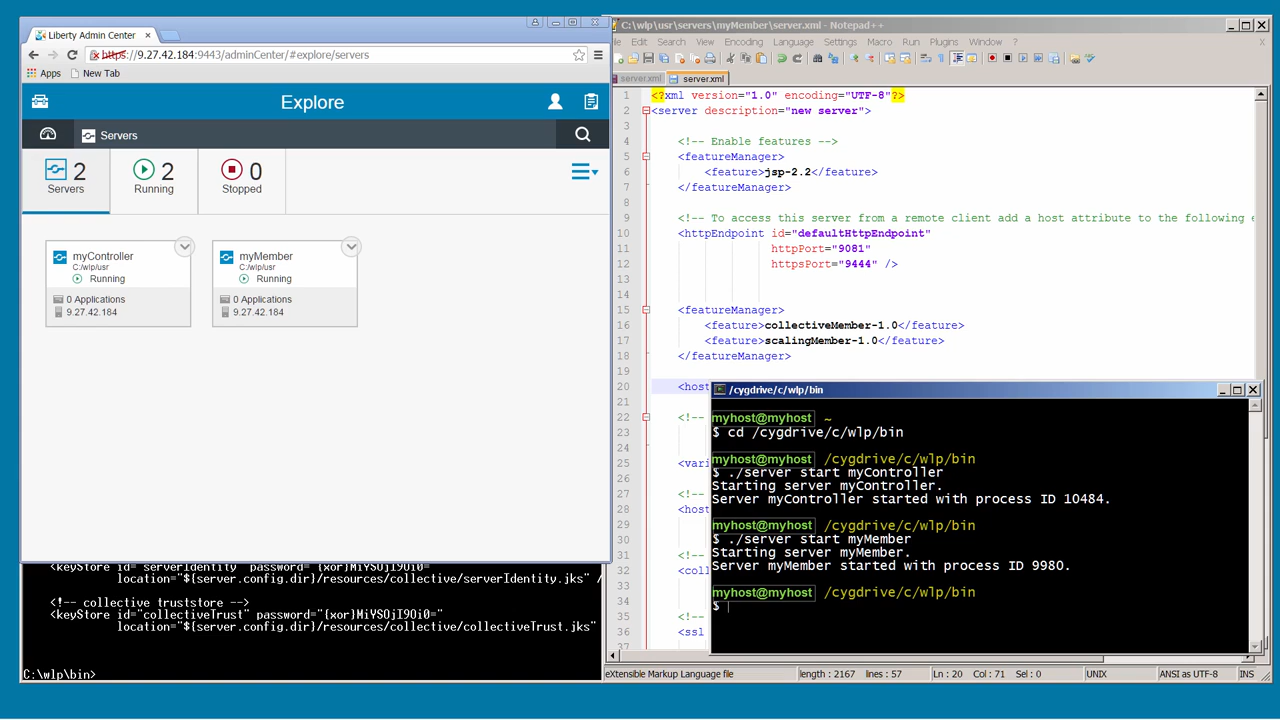 Liberty Admin Center
https://9.27.42.184:9443/adminCenter/#explore/servers
Apps New Tab
Explore
Servers
2 Servers
2 Running
0 Stopped
myController
C:/wlp/usr
Running
0 Applications
9.27.42.184
myMember
C:/wlp/usr
Running
0 Applications
9.27.42.184
<keyStore id="serverIdentity" password="{xor}MiYSOjI9Oi0="
location="${server.config.dir}/resources/collective/serverIdentity.jks" /
<!-- collective truststore -->
<keyStore id="collectiveTrust" password="{xor}MiYSOjI9Oi0="
location="${server.config.dir}/resources/collective/collectiveTrust.jks"
C:\wlp\bin>
C:\wlp\usr\servers\myMember\server.xml - Notepad++
Edit Search View Encoding Language Settings Macro Run Plugins Window ?
server.xml server.xml
1 <?xml version="1.0" encoding="UTF-8"?>
2 <server description="new server">
3
4 <!-- Enable features -->
5 <featureManager>
6 <feature>jsp-2.2</feature>
7 </featureManager>
8
9 <!-- To access this server from a remote client add a host attribute to the following e
10 <httpEndpoint id="defaultHttpEndpoint"
11 httpPort="9081"
12 httpsPort="9444" />
13
14
15 <featureManager>
16 <feature>collectiveMember-1.0</feature>
17 <feature>scalingMember-1.0</feature>
18 </featureManager>
19
20 <host
21
22 <!--
23
24
25 <vari
26
27 <!--
28 <host
29
30
31 <!--
32 <coll
33
34
35 <!--
36 <ssl
37
/cygdrive/c/wlp/bin
myhost@myhost ~
$ cd /cygdrive/c/wlp/bin
myhost@myhost /cygdrive/c/wlp/bin
$ ./server start myController
Starting server myController.
Server myController started with process ID 10484.
myhost@myhost /cygdrive/c/wlp/bin
$ ./server start myMember
Starting server myMember.
Server myMember started with process ID 9980.
myhost@myhost /cygdrive/c/wlp/bin
$
eXtensible Markup Language file length : 2167 lines : 57 Ln : 20 Col : 71 Sel : 0 UNIX ANSI as UTF-8 INS